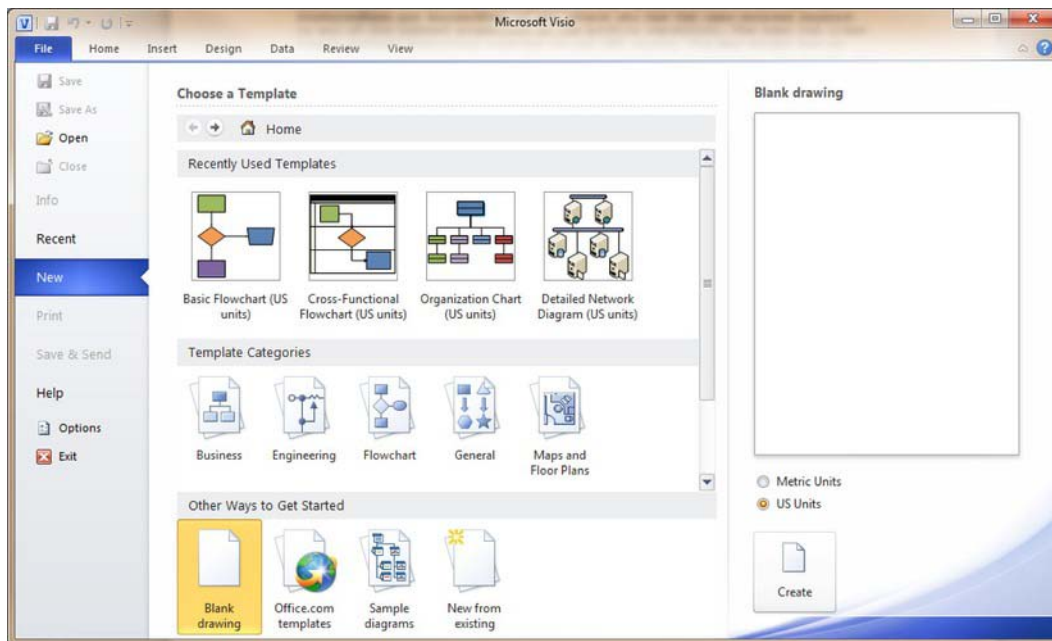 Microsoft Visio
File Home Insert Design Data Review View
Save
Save As
Open
Close
Info
Recent
New
Print
Save & Send
Help
Options
Exit
Choose a Template
Home
Recently Used Templates
Basic Flowchart (US
units)
Cross-Functional
Flowchart (US units)
Organization Chart
(US units)
Detailed Network
Diagram (US units)
Template Categories
Business
Engineering
Flowchart
General
Maps and
Floor Plans
Other Ways to Get Started
Blank
drawing
Office.com
templates
Sample
diagrams
New from
existing
Blank drawing
Metric Units
US Units
Create